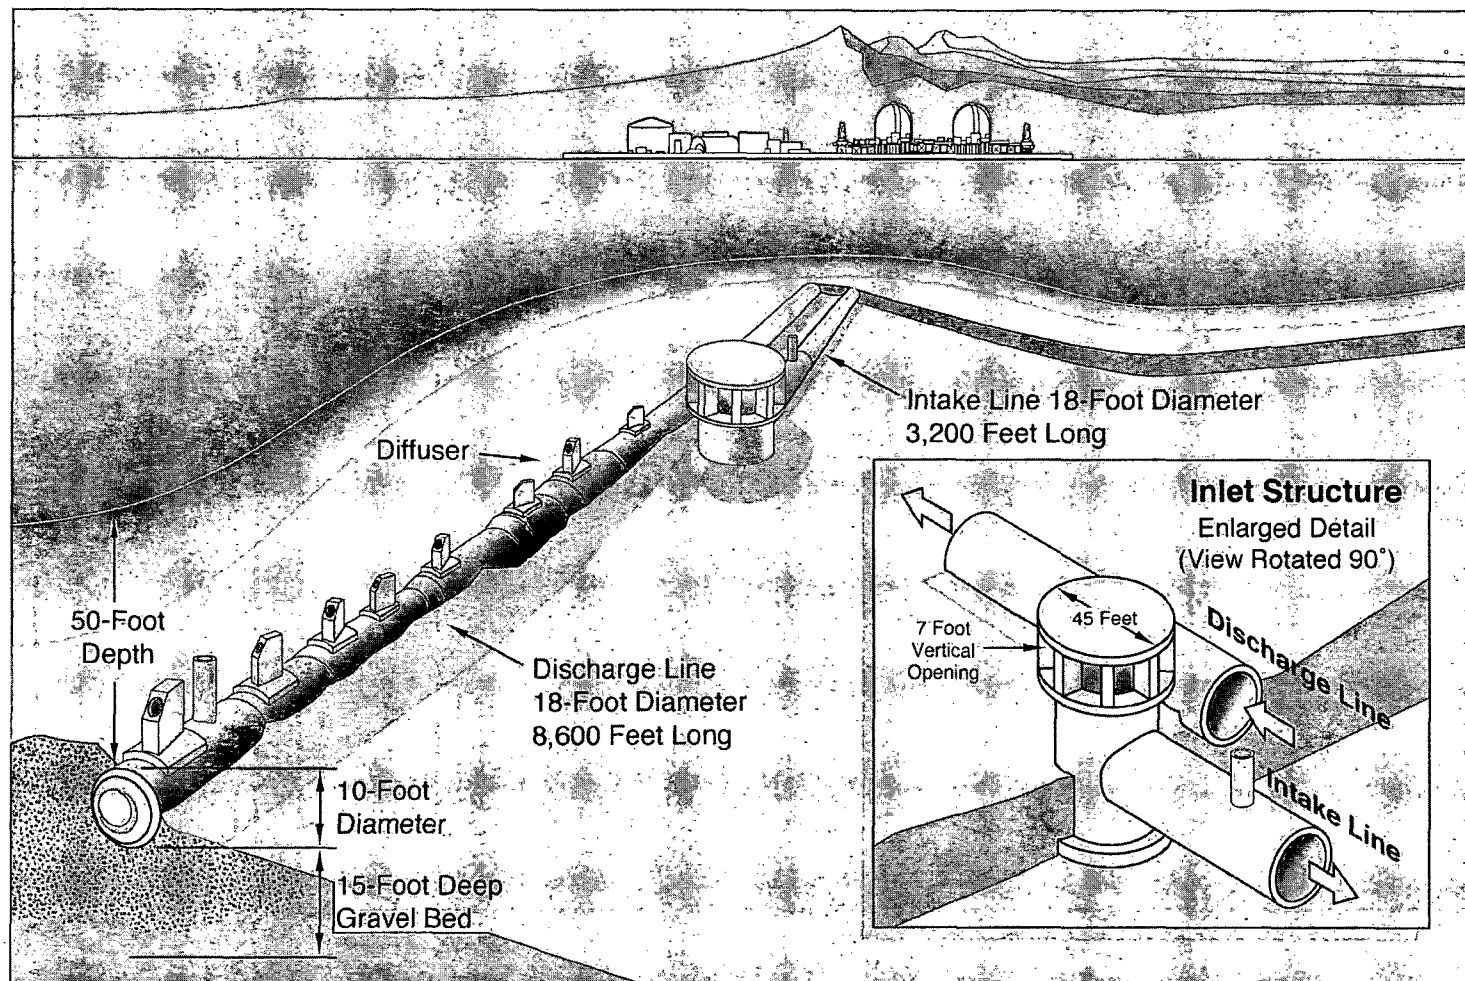 Intake Line 18-Foot Diameter
3,200 Feet Long
Diffuser
50-Foot
Depth
Discharge Line
18-Foot Diameter
8,600 Feet Long
10-Foot
Diameter
15-Foot Deep
Gravel Bed
Inlet Structure
Enlarged Detail
(View Rotated 90°)
45 Feet
7 Foot
Vertical
Opening
Discharge Line
Intake Line